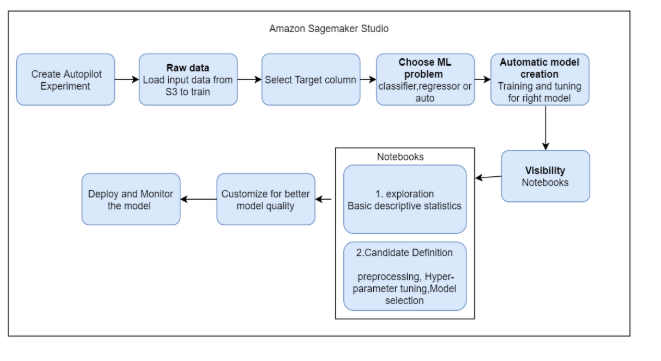 Amazon Sagemaker Studio
Create Autopilot
Experiment
Raw data
Load input data from
S3 to train
Select Target column
Choose ML
problem
classifier,regressor or
auto
Automatic model
creation
Training and tuning
for right model
Visibility
Notebooks
Notebooks
1. exploration
Basic descriptive statistics
2.Candidate Definition
preprocessing, Hyper-
parameter tuning,Model
selection
Customize for better
model quality
Deploy and Monitor
the model